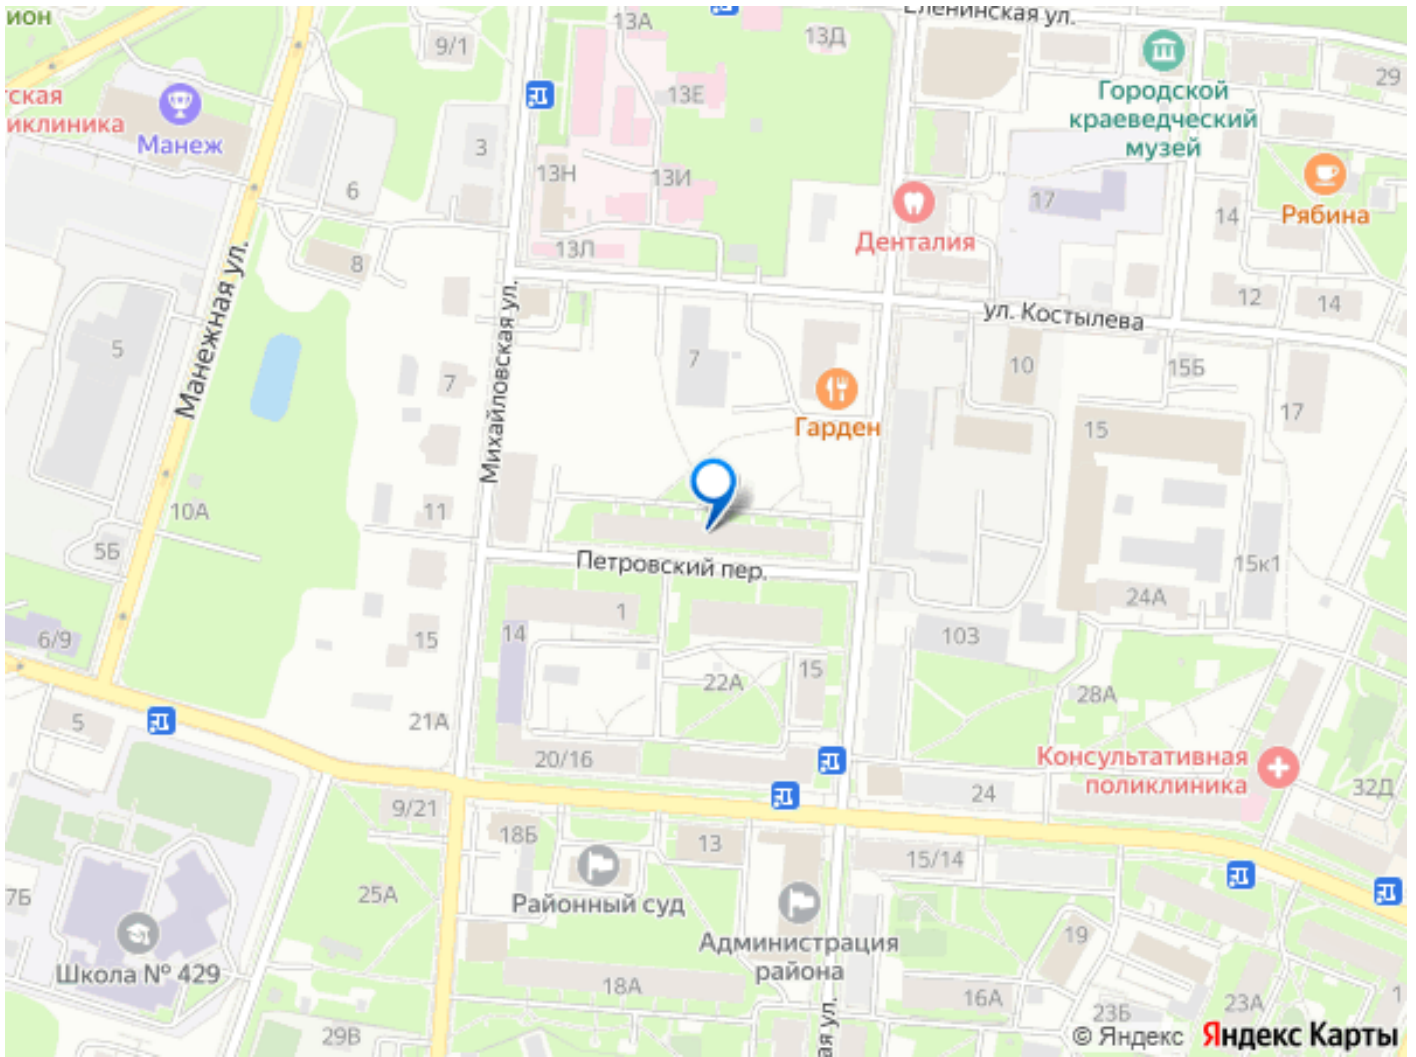 ион
9/1
13А
13Д
Еленинская ул.
29
тская
иклиника
Манеж
13Е
Городской
краеведческий
музей
3
13Н
13И
6
17
14
Рябина
Денталия
13Л
8
Манежная ул.
Михайловская ул.
12
14
ул. Костылева
5
7
7
10
15Б
17
Гарден
15
10А
11
5Б
Петровский пер.
15к1
24А
6/9
14
1
15
103
22А
15
28А
5
21А
20/16
Консультативная
поликлиника
24
32Д
9/21
18Б
13
15/14
7Б
25А
Районный суд
Администрация
района
19
Школа № 429
18А
16А
23Б
23А
1
29В
ая ул.
© Яндекс Яндекс Карты